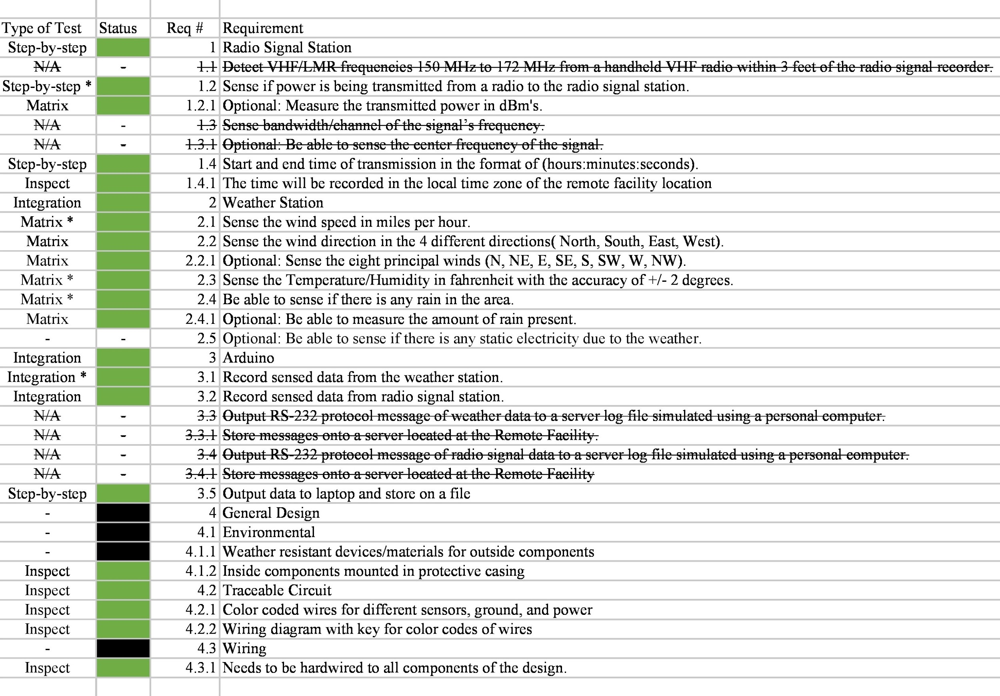 Type of Test Status Req # Requirement
Step-by-step 1 Radio Signal Station
N/A - 1.1 Detect VHF/LMR frequencies 150 MHz to 172 MHz from a handheld VHF radio within 3 feet of the radio signal recorder.
Step-by-step * 1.2 Sense if power is being transmitted from a radio to the radio signal station.
Matrix 1.2.1 Optional: Measure the transmitted power in dBm's.
N/A - 1.3 Sense bandwidth/channel of the signal’s frequency.
N/A - 1.3.1 Optional: Be able to sense the center frequency of the signal.
Step-by-step 1.4 Start and end time of transmission in the format of (hours:minutes:seconds).
Inspect 1.4.1 The time will be recorded in the local time zone of the remote facility location
Integration 2 Weather Station
Matrix * 2.1 Sense the wind speed in miles per hour.
Matrix 2.2 Sense the wind direction in the 4 different directions( North, South, East, West).
Matrix 2.2.1 Optional: Sense the eight principal winds (N, NE, E, SE, S, SW, W, NW).
Matrix * 2.3 Sense the Temperature/Humidity in fahrenheit with the accuracy of +/- 2 degrees.
Matrix * 2.4 Be able to sense if there is any rain in the area.
Matrix 2.4.1 Optional: Be able to measure the amount of rain present.
- - 2.5 Optional: Be able to sense if there is any static electricity due to the weather.
Integration 3 Arduino
Integration * 3.1 Record sensed data from the weather station.
Integration 3.2 Record sensed data from radio signal station.
N/A - 3.3 Output RS-232 protocol message of weather data to a server log file simulated using a personal computer.
N/A - 3.3.1 Store messages onto a server located at the Remote Facility.
N/A - 3.4 Output RS-232 protocol message of radio signal data to a server log file simulated using a personal computer.
N/A - 3.4.1 Store messages onto a server located at the Remote Facility
Step-by-step 3.5 Output data to laptop and store on a file
- 4 General Design
- 4.1 Environmental
- 4.1.1 Weather resistant devices/materials for outside components
Inspect 4.1.2 Inside components mounted in protective casing
Inspect 4.2 Traceable Circuit
Inspect 4.2.1 Color coded wires for different sensors, ground, and power
Inspect 4.2.2 Wiring diagram with key for color codes of wires
- 4.3 Wiring
Inspect 4.3.1 Needs to be hardwired to all components of the design.